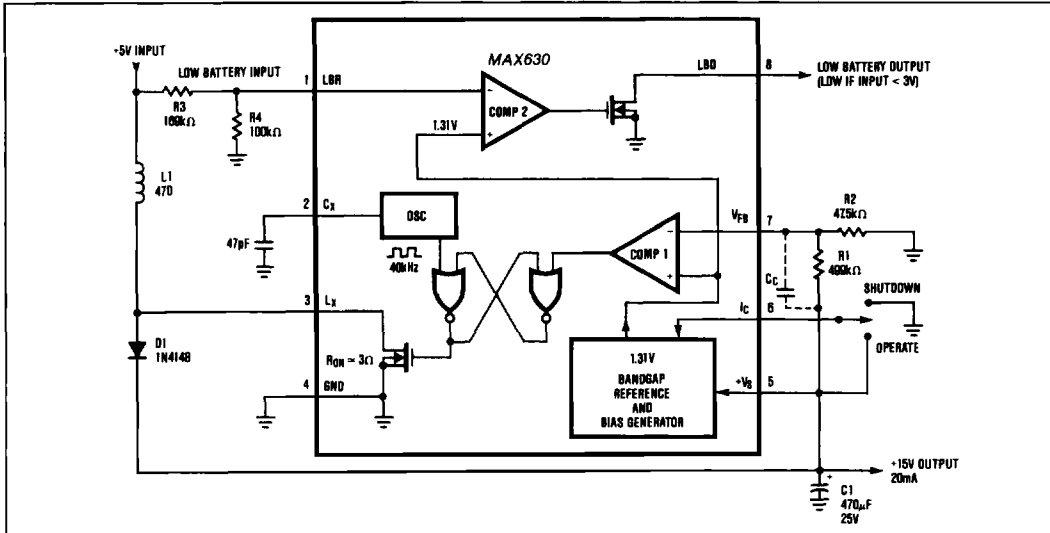 +5V INPUT
LOW BATTERY INPUT
R3
169kΩ
R4
100kΩ
1
LBR
MAX630
COMP 2
−
+
1.31V
LBD
8
LOW BATTERY OUTPUT
(LOW IF INPUT < 3V)
L1
470
2
CX
47pF
OSC
40kHz
COMP 1
−
+
VFB
7
R2
47.5kΩ
R1
499kΩ
CC
SHUTDOWN
IC
6
OPERATE
3
LX
D1
1N4148
RON ≃ 3Ω
4
GND
1.31V
BANDGAP
REFERENCE
AND
BIAS GENERATOR
+VS
5
+15V OUTPUT
20mA
+
C1
470μF
25V